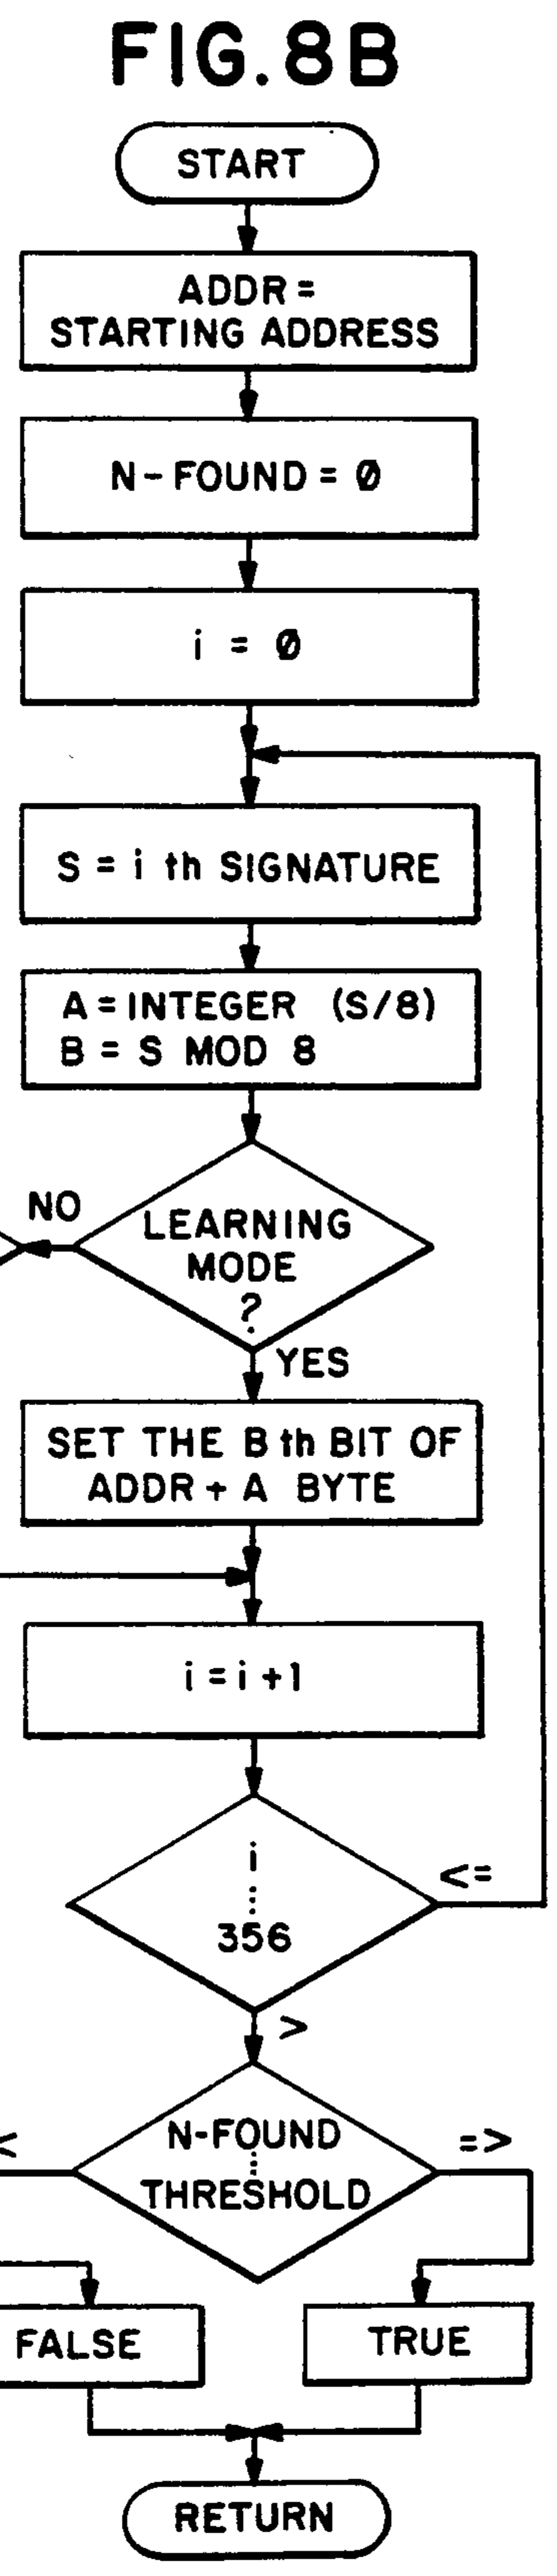 FIG. 8B
START
ADDR =
STARTING ADDRESS
N-FOUND = Ø
i = Ø
S = i th SIGNATURE
A = INTEGER (S/8)
B = S MOD 8
NO
LEARNING
MODE
?
YES
SET THE B th BIT OF
ADDR + A BYTE
i = i + 1
i
<=
356
>
N-FOUND
<
=>
THRESHOLD
FALSE
TRUE
RETURN